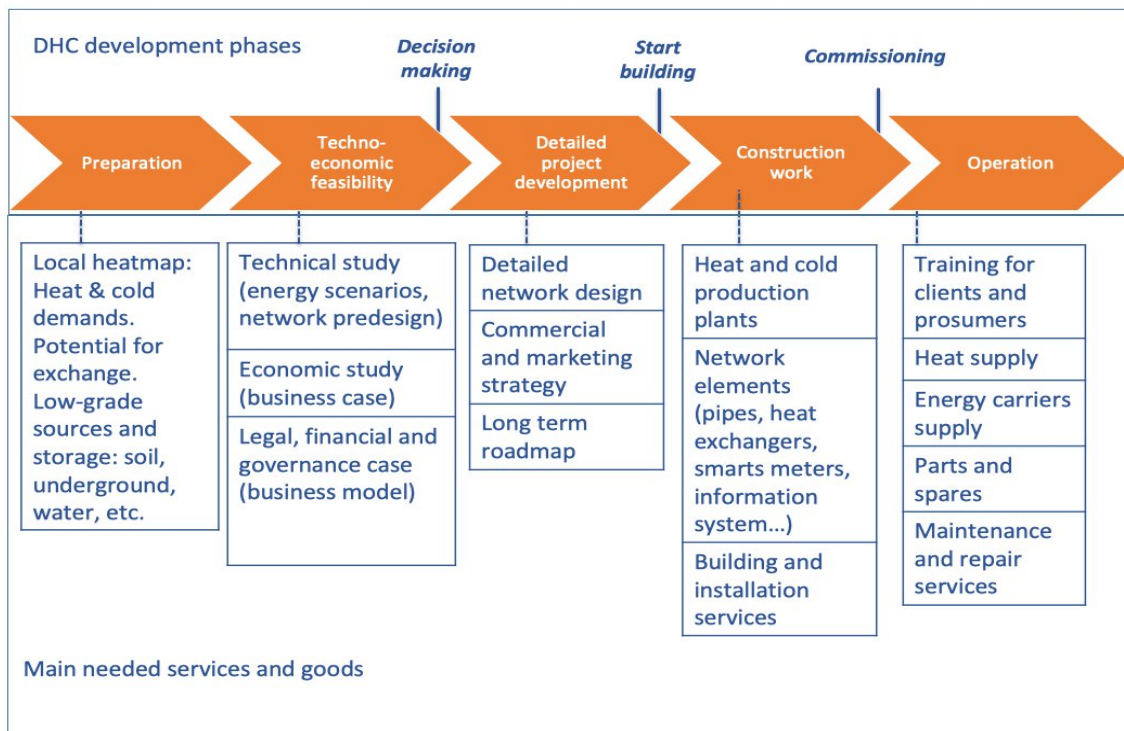 DHC development phases
Decision
making
Start
building
Commissioning
Preparation
Techno-
economic
feasibility
Detailed
project
development
Construction
work
Operation
Local heatmap:
Heat & cold
demands.
Potential for
exchange.
Low-grade
sources and
storage: soil,
underground,
water, etc.
Technical study
(energy scenarios,
network predesign)
Economic study
(business case)
Legal, financial and
governance case
(business model)
Detailed
network design
Commercial
and marketing
strategy
Long term
roadmap
Heat and cold
production
plants
Network
elements
(pipes, heat
exchangers,
smarts meters,
information
system...)
Building and
installation
services
Training for
clients and
prosumers
Heat supply
Energy carriers
supply
Parts and
spares
Maintenance
and repair
services
Main needed services and goods